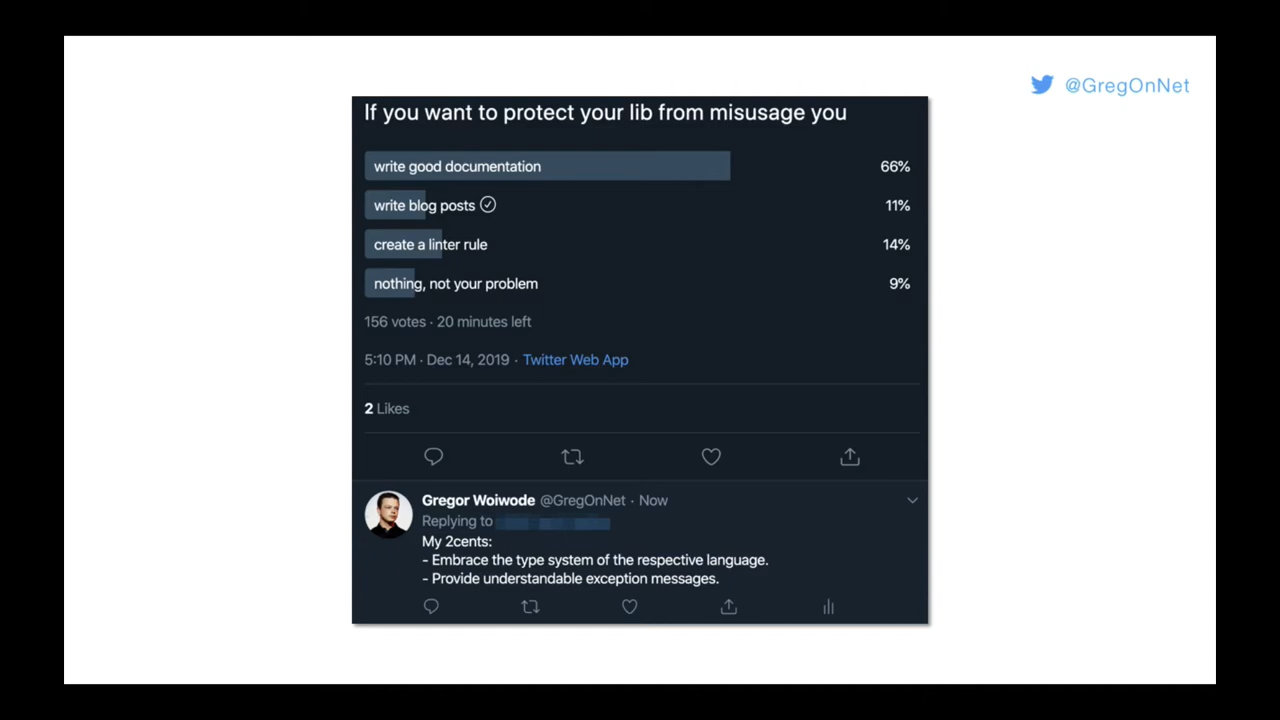 @GregOnNet
If you want to protect your lib from misusage you
write good documentation 66%
write blog posts 11%
create a linter rule 14%
nothing, not your problem 9%
156 votes · 20 minutes left
5:10 PM · Dec 14, 2019 · Twitter Web App
2 Likes
Gregor Woiwode @GregOnNet · Now
Replying to
My 2cents:
- Embrace the type system of the respective language.
- Provide understandable exception messages.